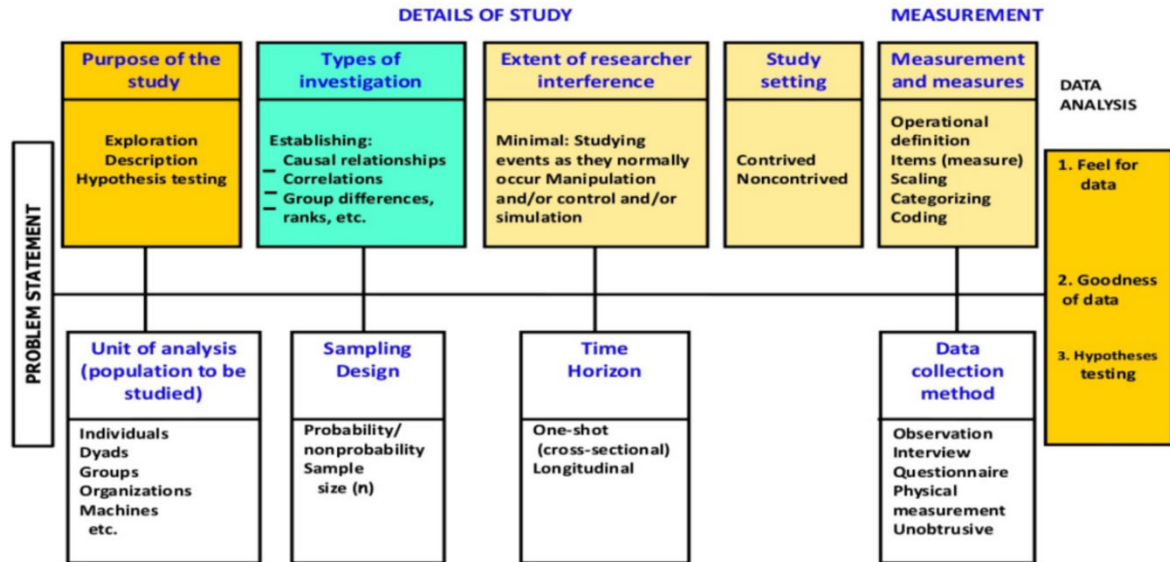 DETAILS OF STUDY
MEASUREMENT
Purpose of the
study
Exploration
Description
Hypothesis testing
Types of
investigation
Establishing:
Causal relationships
– Correlations
– Group differences,
– ranks, etc.
Extent of researcher
interference
Minimal: Studying
events as they normally
occur Manipulation
and/or control and/or
simulation
Study
setting
Contrived
Noncontrived
Measurement
and measures
Operational
definition
Items (measure)
Scaling
Categorizing
Coding
DATA
ANALYSIS
1. Feel for
data
2. Goodness
of data
3. Hypotheses
testing
PROBLEM STATEMENT
Unit of analysis
(population to be
studied)
Individuals
Dyads
Groups
Organizations
Machines
etc.
Sampling
Design
Probability/
nonprobability
Sample
size (n)
Time
Horizon
One-shot
(cross-sectional)
Longitudinal
Data
collection
method
Observation
Interview
Questionnaire
Physical
measurement
Unobtrusive